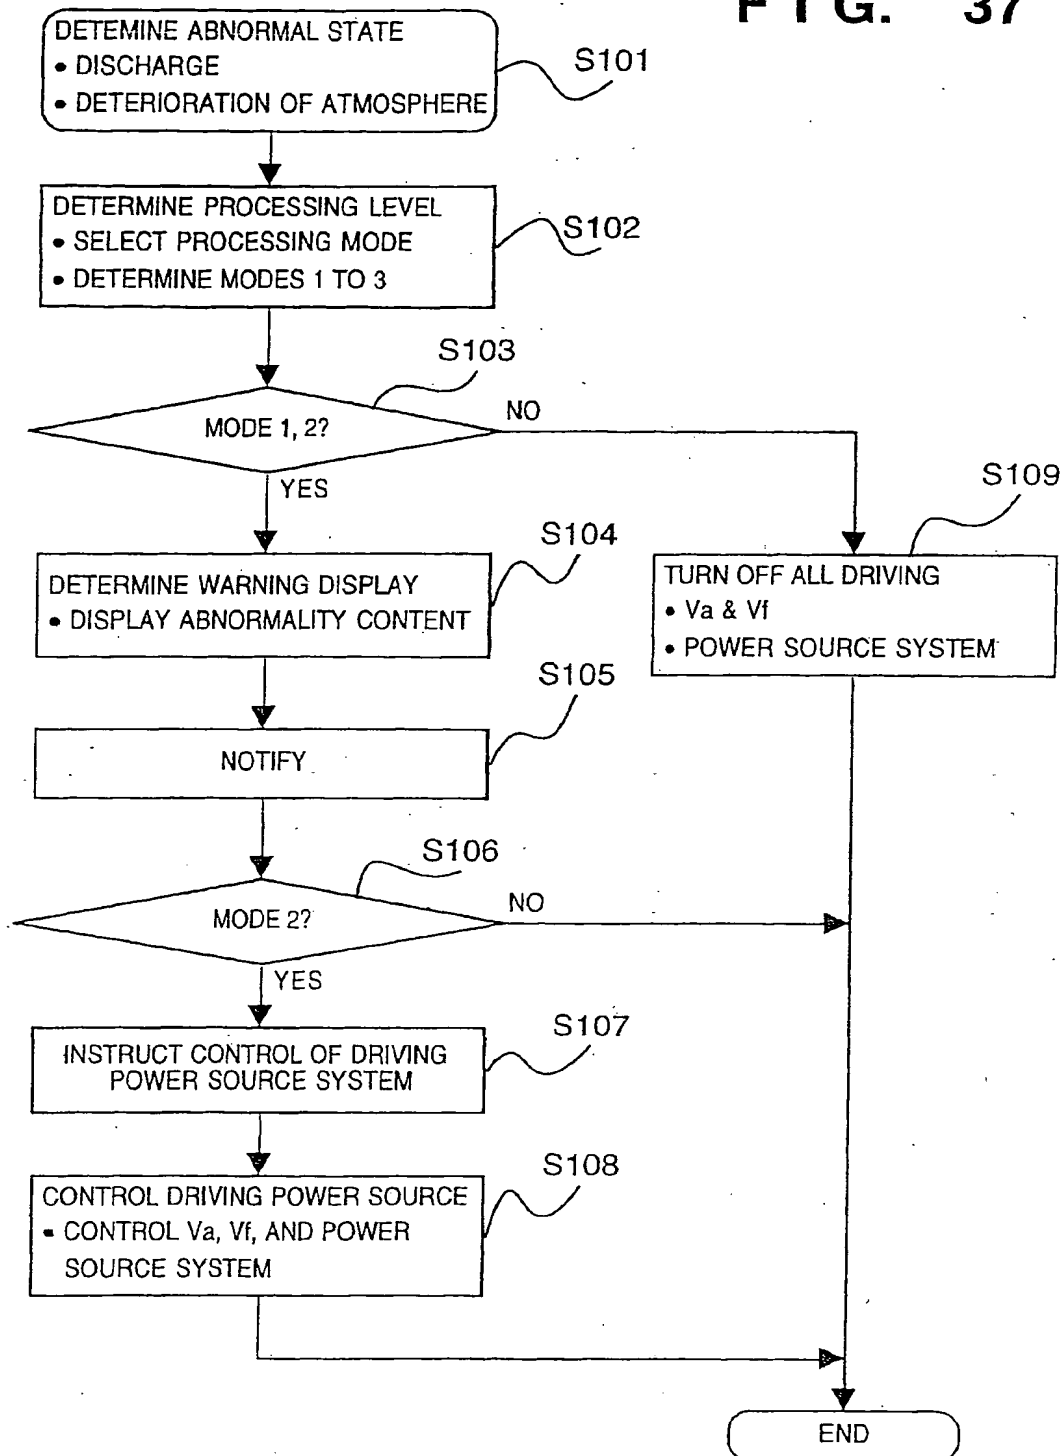 FIG. 37
DETEMINE ABNORMAL STATE
• DISCHARGE
• DETERIORATION OF ATMOSPHERE
S101
DETERMINE PROCESSING LEVEL
• SELECT PROCESSING MODE
• DETERMINE MODES 1 TO 3
S102
S103
MODE 1, 2?
NO
YES
S109
S104
DETERMINE WARNING DISPLAY
• DISPLAY ABNORMALITY CONTENT
TURN OFF ALL DRIVING
• Va & Vf
• POWER SOURCE SYSTEM
S105
NOTIFY
S106
MODE 2?
NO
YES
S107
INSTRUCT CONTROL OF DRIVING
POWER SOURCE SYSTEM
S108
CONTROL DRIVING POWER SOURCE
• CONTROL Va, Vf, AND POWER
SOURCE SYSTEM
END